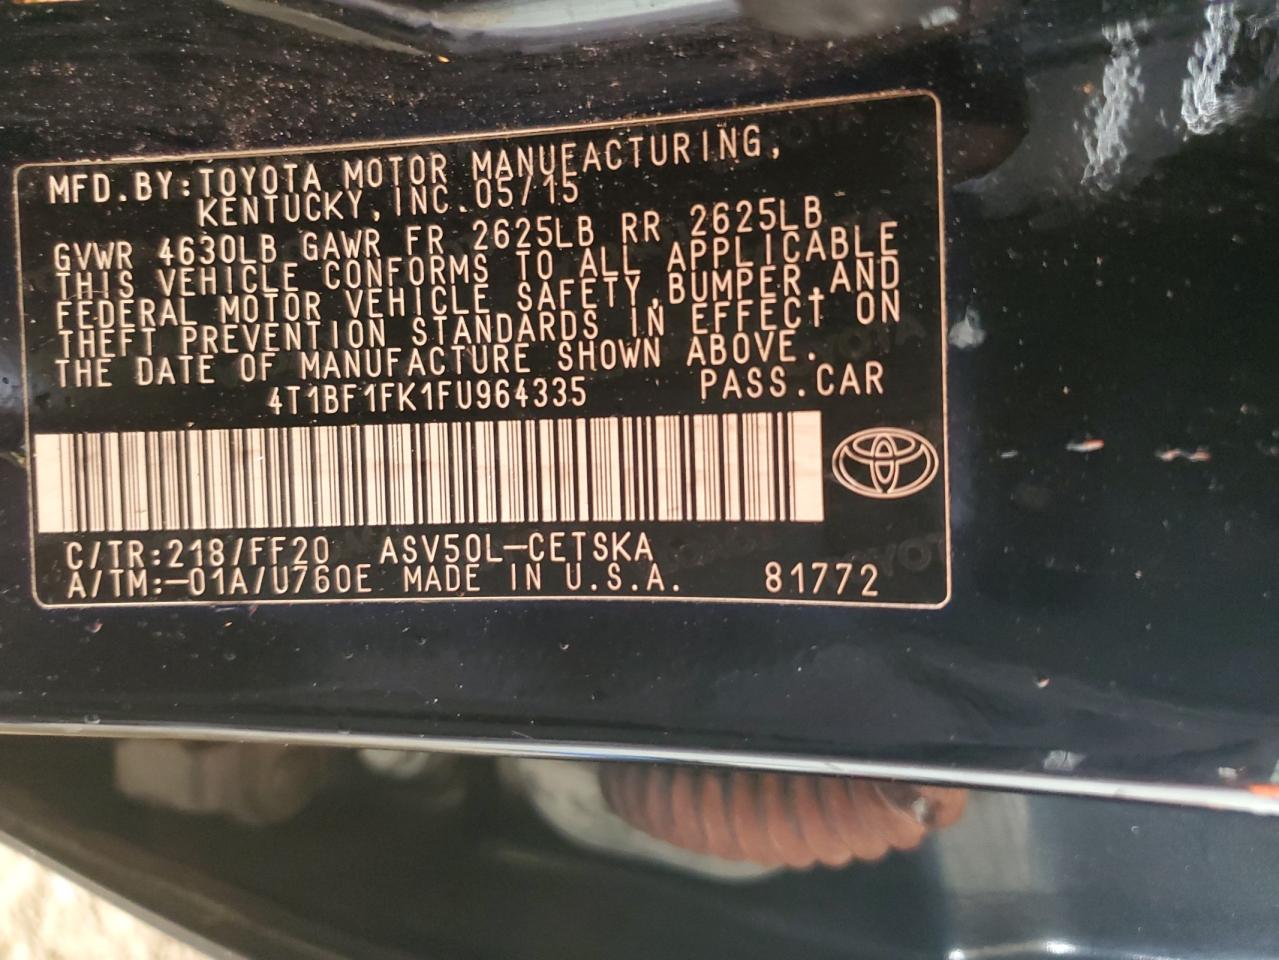 MFD.BY:TOYOTA MOTOR MANUFACTURING,
KENTUCKY,INC.05/15
GVWR 4630LB GAWR FR 2625LB RR 2625LB
THIS VEHICLE CONFORMS TO ALL APPLICABLE
FEDERAL MOTOR VEHICLE SAFETY,BUMPER,AND
THEFT PREVENTION STANDARDS IN EFFECT ON
THE DATE OF MANUFACTURE SHOWN ABOVE.
4T1BF1FK1FU964335 PASS.CAR
C/TR:218/FF20 ASV50L-CETSKA
A/TM:-01A/U760E MADE IN U.S.A. 81772